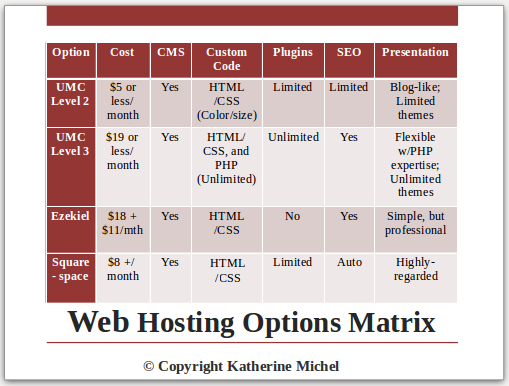 Option Cost CMS Custom Code Plugins SEO Presentation
UMC Level 2 $5 or less/ month Yes HTML /CSS (Color/size) Limited Limited Blog-like; Limited themes
UMC Level 3 $19 or less/ month Yes HTML/ CSS, and PHP (Unlimited) Unlimited Yes Flexible w/PHP expertise; Unlimited themes
Ezekiel $18 + $11/mth Yes HTML /CSS No Yes Simple, but professional
Square - space $8 +/ month Yes HTML /CSS Limited Auto Highly- regarded
Web Hosting Options Matrix
© Copyright Katherine Michel